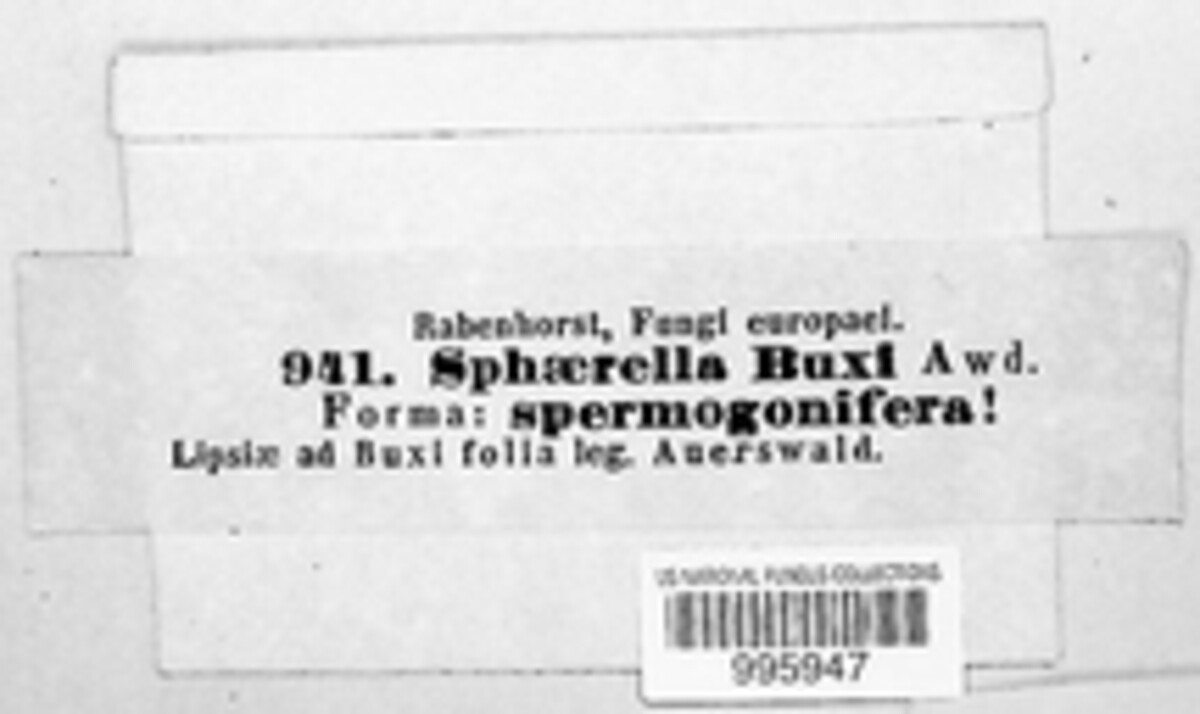 Rabenhorst, Fungi europaei.
941. Sphærella Buxi Awd.
Forma: spermogonifera!
Lipsiæ ad Buxi folia leg. Auerswald.
US NATIONAL FUNGUS COLLECTIONS
995947